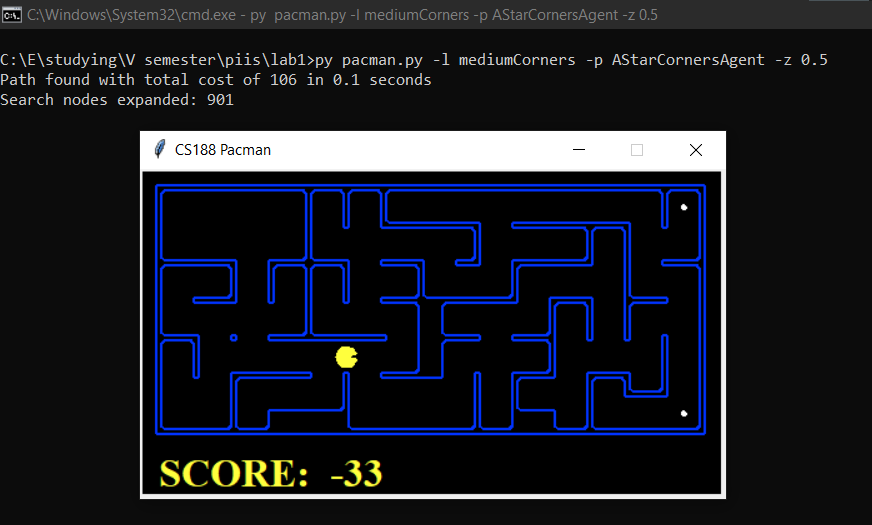 C:\Windows\System32\cmd.exe - py  pacman.py -l mediumCorners -p AStarCornersAgent -z 0.5
C:\E\studying\V semester\piis\lab1>py pacman.py -l mediumCorners -p AStarCornersAgent -z 0.5
Path found with total cost of 106 in 0.1 seconds
Search nodes expanded: 901
CS188 Pacman
SCORE: -33